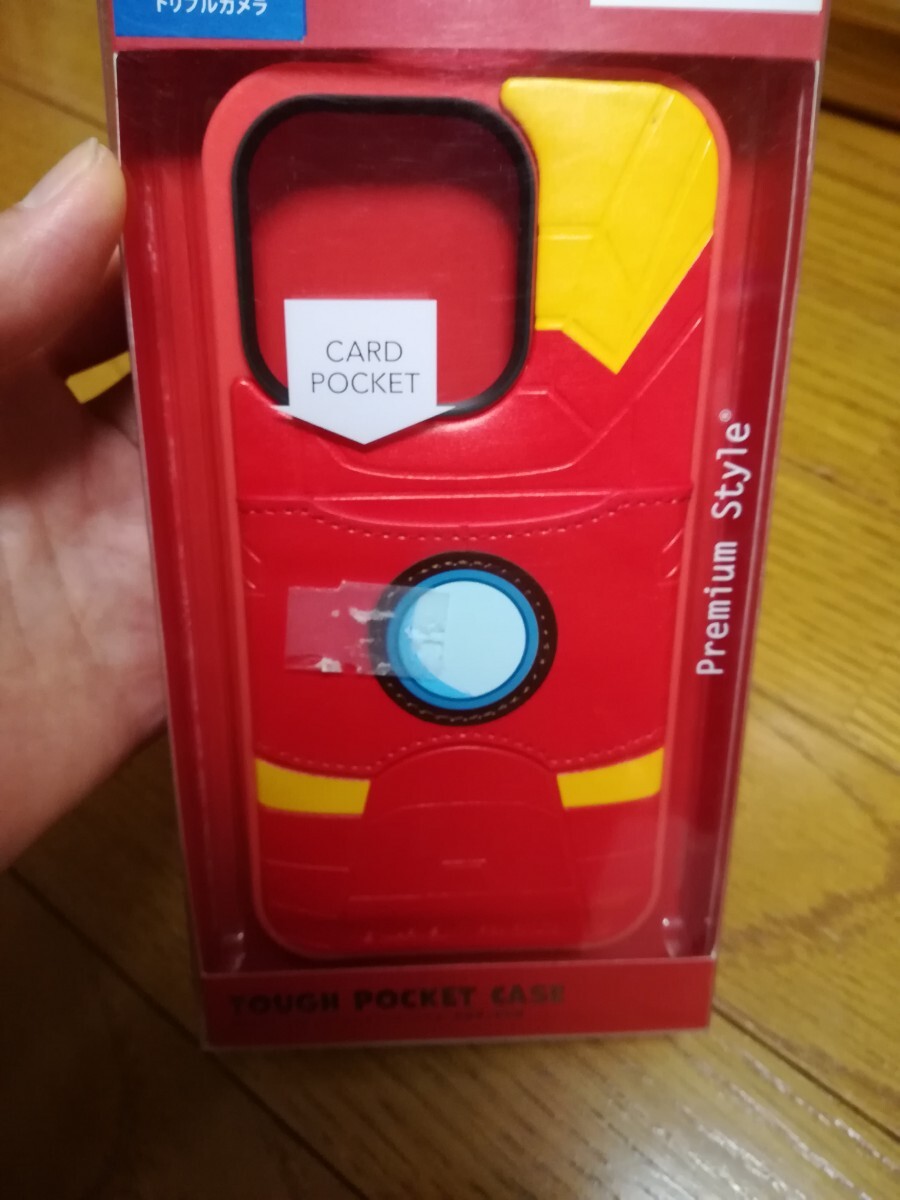 トリプルカメラ
CARD
POCKET
Premium Style®
TOUGH POCKET CASE